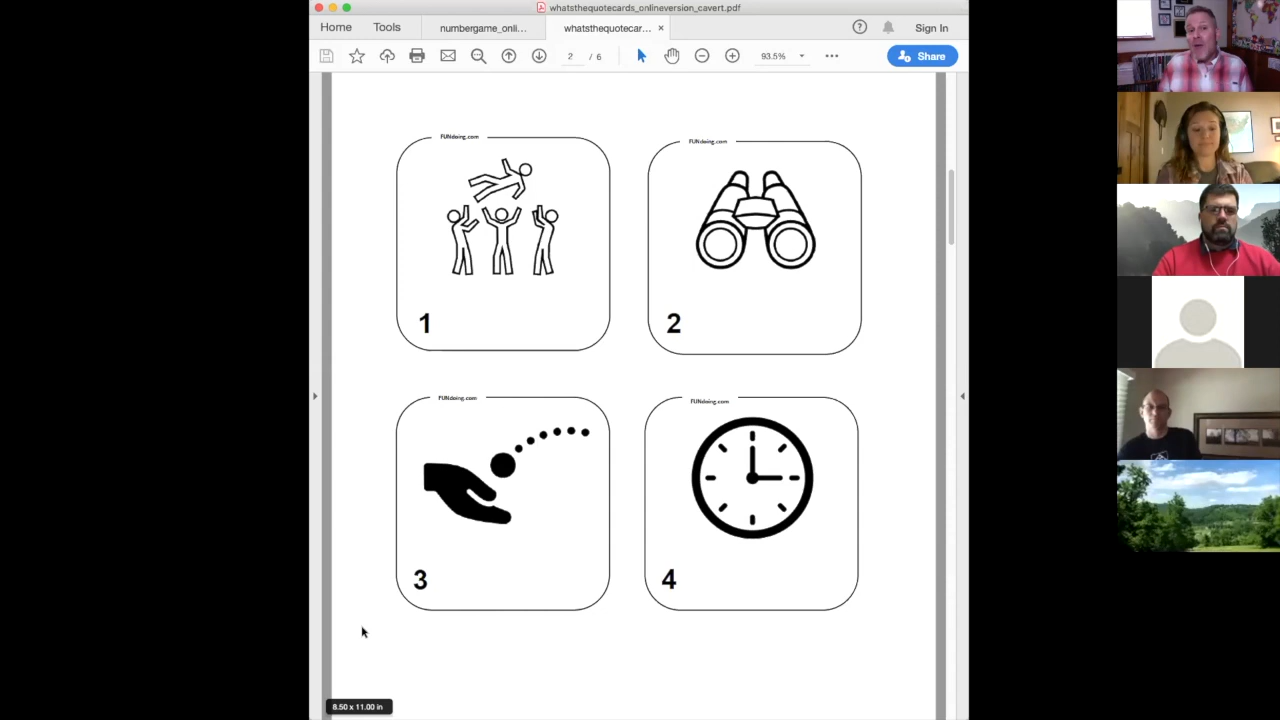 whatsthequotecards_onlineversion_cavert.pdf
Home Tools numbergame_onli... whatsthequotecar... × Sign In
2 / 6 93.5% Share
FUNdoing.com
1
FUNdoing.com
2
FUNdoing.com
3
FUNdoing.com
4
8.50 x 11.00 in